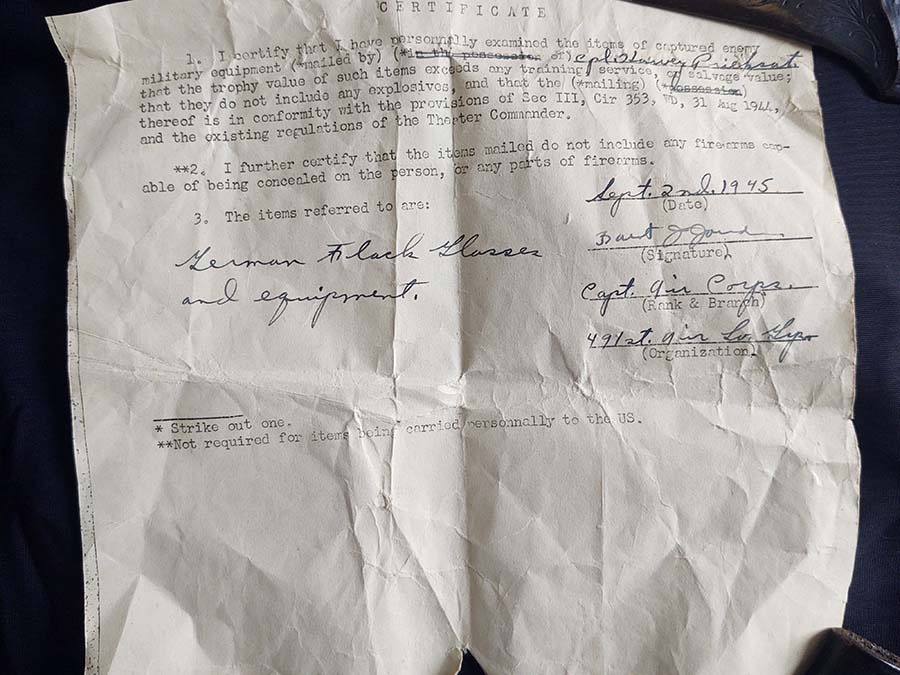 CERTIFICATE
1. I certify that I have personnally examined the items of captured enemy
military equipment (*mailed by) (*in the possession of) Cpl. Harvey
that the trophy value of such items exceeds any training, service, or salvage value;
that they do not include any explosives, and that the (*mailing) (*possession)
thereof is in conformity with the provisions of Sec III, Cir 353, WD, 31 Aug 1944,
and the existing regulations of the Theater Commander.
**2. I further certify that the items mailed do not include any firearms cap-
able of being concealed on the person, or any parts of firearms.
3. The items referred to are:
German Flack Glasses
and equipment.
Sept. 2nd. 1945
(Date)
(Signature)
Capt. Air Corps.
(Rank & Branch)
491st. Air Sv. Grp
(Organization)
* Strike out one.
**Not required for items being carried personnally to the US.